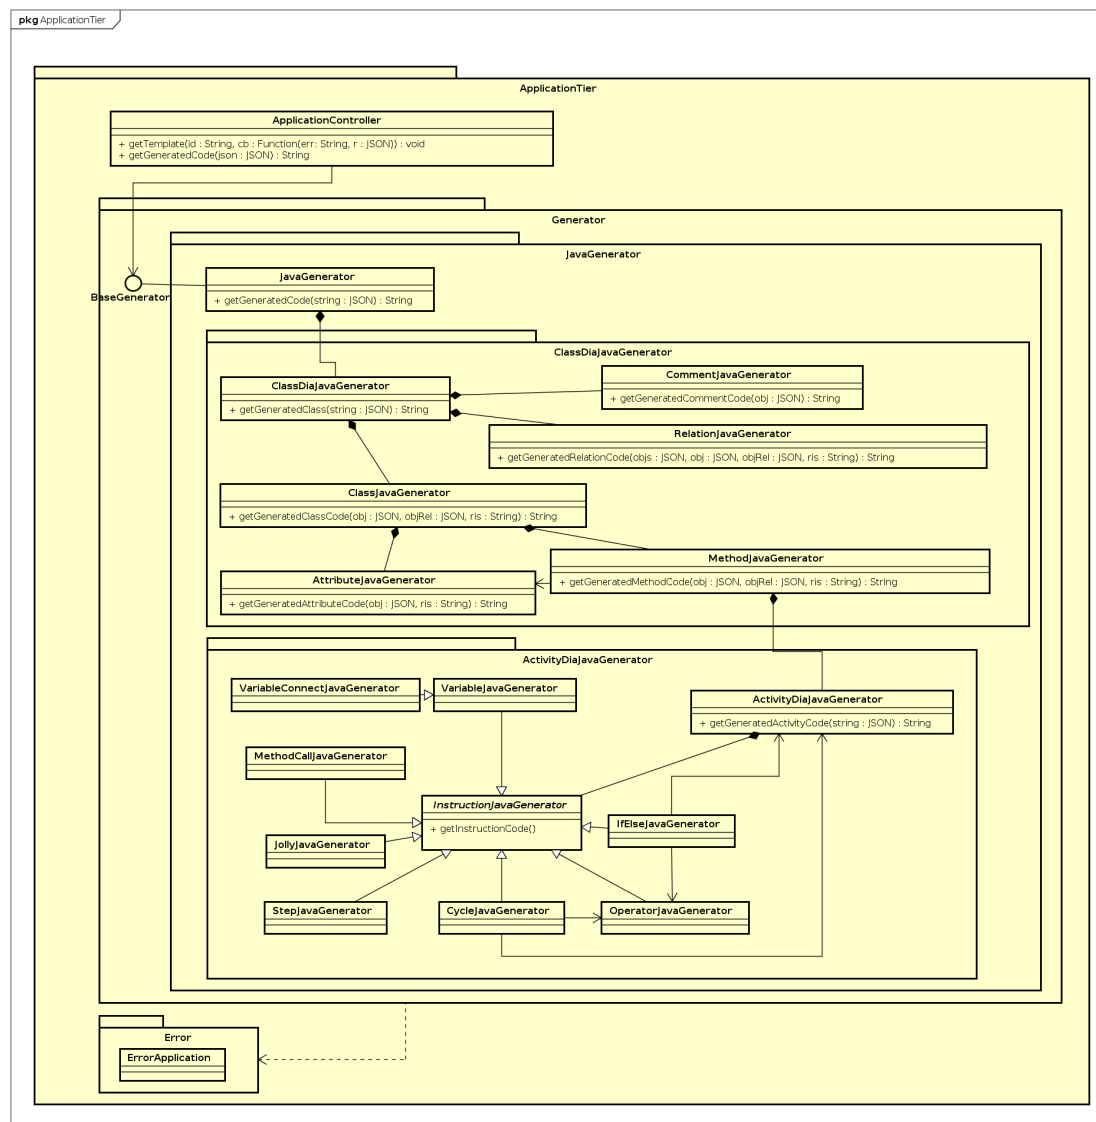 pkg ApplicationTier
ApplicationTier
ApplicationController
+ getTemplate(id : String, cb : Function(err: String, r : JSON)) : void
+ getGeneratedCode(json : JSON) : String
Generator
JavaGenerator
BaseGenerator
JavaGenerator
+ getGeneratedCode(string : JSON) : String
ClassDiaJavaGenerator
ClassDiaJavaGenerator
+ getGeneratedClass(string : JSON) : String
CommentJavaGenerator
+ getGeneratedCommentCode(obj : JSON) : String
RelationJavaGenerator
+ getGeneratedRelationCode(objs : JSON, obj : JSON, objRel : JSON, ris : String) : String
ClassJavaGenerator
+ getGeneratedClassCode(obj : JSON, objRel : JSON, ris : String) : String
MethodJavaGenerator
+ getGeneratedMethodCode(obj : JSON, objRel : JSON, ris : String) : String
AttributeJavaGenerator
+ getGeneratedAttributeCode(obj : JSON, ris : String) : String
ActivityDiaJavaGenerator
VariableConnectJavaGenerator
VariableJavaGenerator
ActivityDiaJavaGenerator
+ getGeneratedActivityCode(string : JSON) : String
MethodCallJavaGenerator
InstructionJavaGenerator
+ getInstructionCode()
IfElseJavaGenerator
JollyJavaGenerator
StepJavaGenerator
CycleJavaGenerator
OperatorJavaGenerator
Error
ErrorApplication